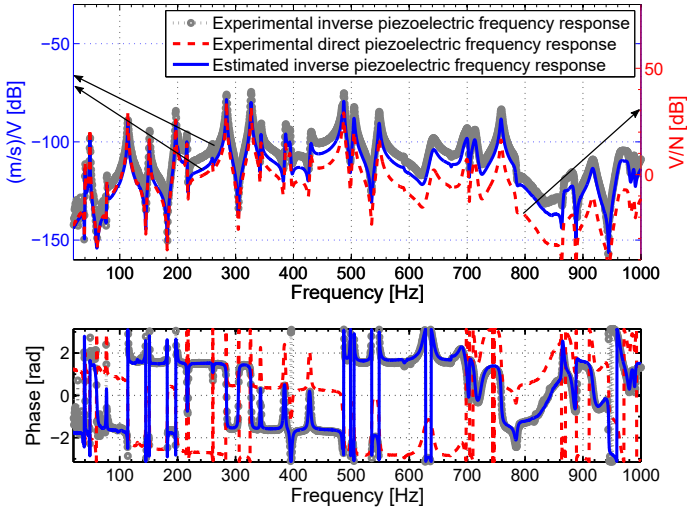 Experimental inverse piezoelectric frequency response
Experimental direct piezoelectric frequency response
Estimated inverse piezoelectric frequency response
(m/s)/V [dB]
−50
−100
−150
V/N [dB]
50
0
100 200 300 400 500 600 700 800 900 1000
Frequency [Hz]
Phase [rad]
2
0
−2
100 200 300 400 500 600 700 800 900 1000
Frequency [Hz]